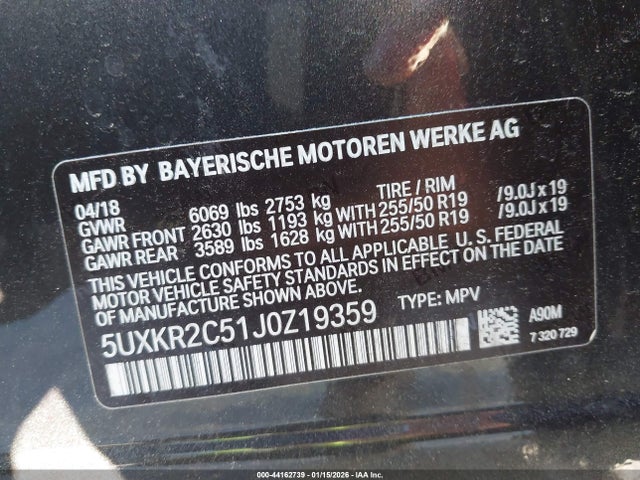 MFD BY BAYERISCHE MOTOREN WERKE AG
04/18 TIRE / RIM
GVWR 6069 lbs 2753 kg
GAWR FRONT 2630 lbs 1193 kg WITH 255/50 R19 /9.0J x 19
GAWR REAR 3589 lbs 1628 kg WITH 255/50 R19 /9.0J x 19
THIS VEHICLE CONFORMS TO ALL APPLICABLE U. S. FEDERAL
MOTOR VEHICLE SAFETY STANDARDS IN EFFECT ON THE DATE
OF MANUFACTURE SHOWN ABOVE.
5UXKR2C51J0Z19359 TYPE: MPV
A90M
7 320 729
000-44162739 - 01/15/2026 - IAA Inc.